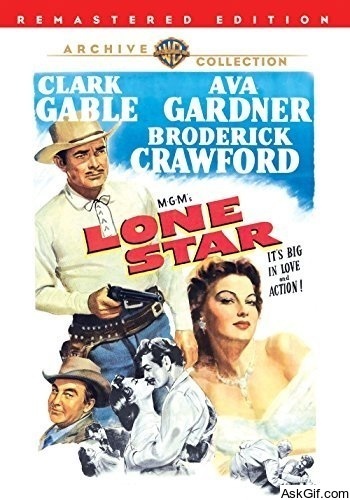 REMASTERED EDITION
ARCHIVE WB COLLECTION
CLARK
GABLE
AVA
GARDNER
BRODERICK
CRAWFORD
M-G-M's
LONE
STAR
IT'S BIG
IN LOVE
and
ACTION!
AskGif.com